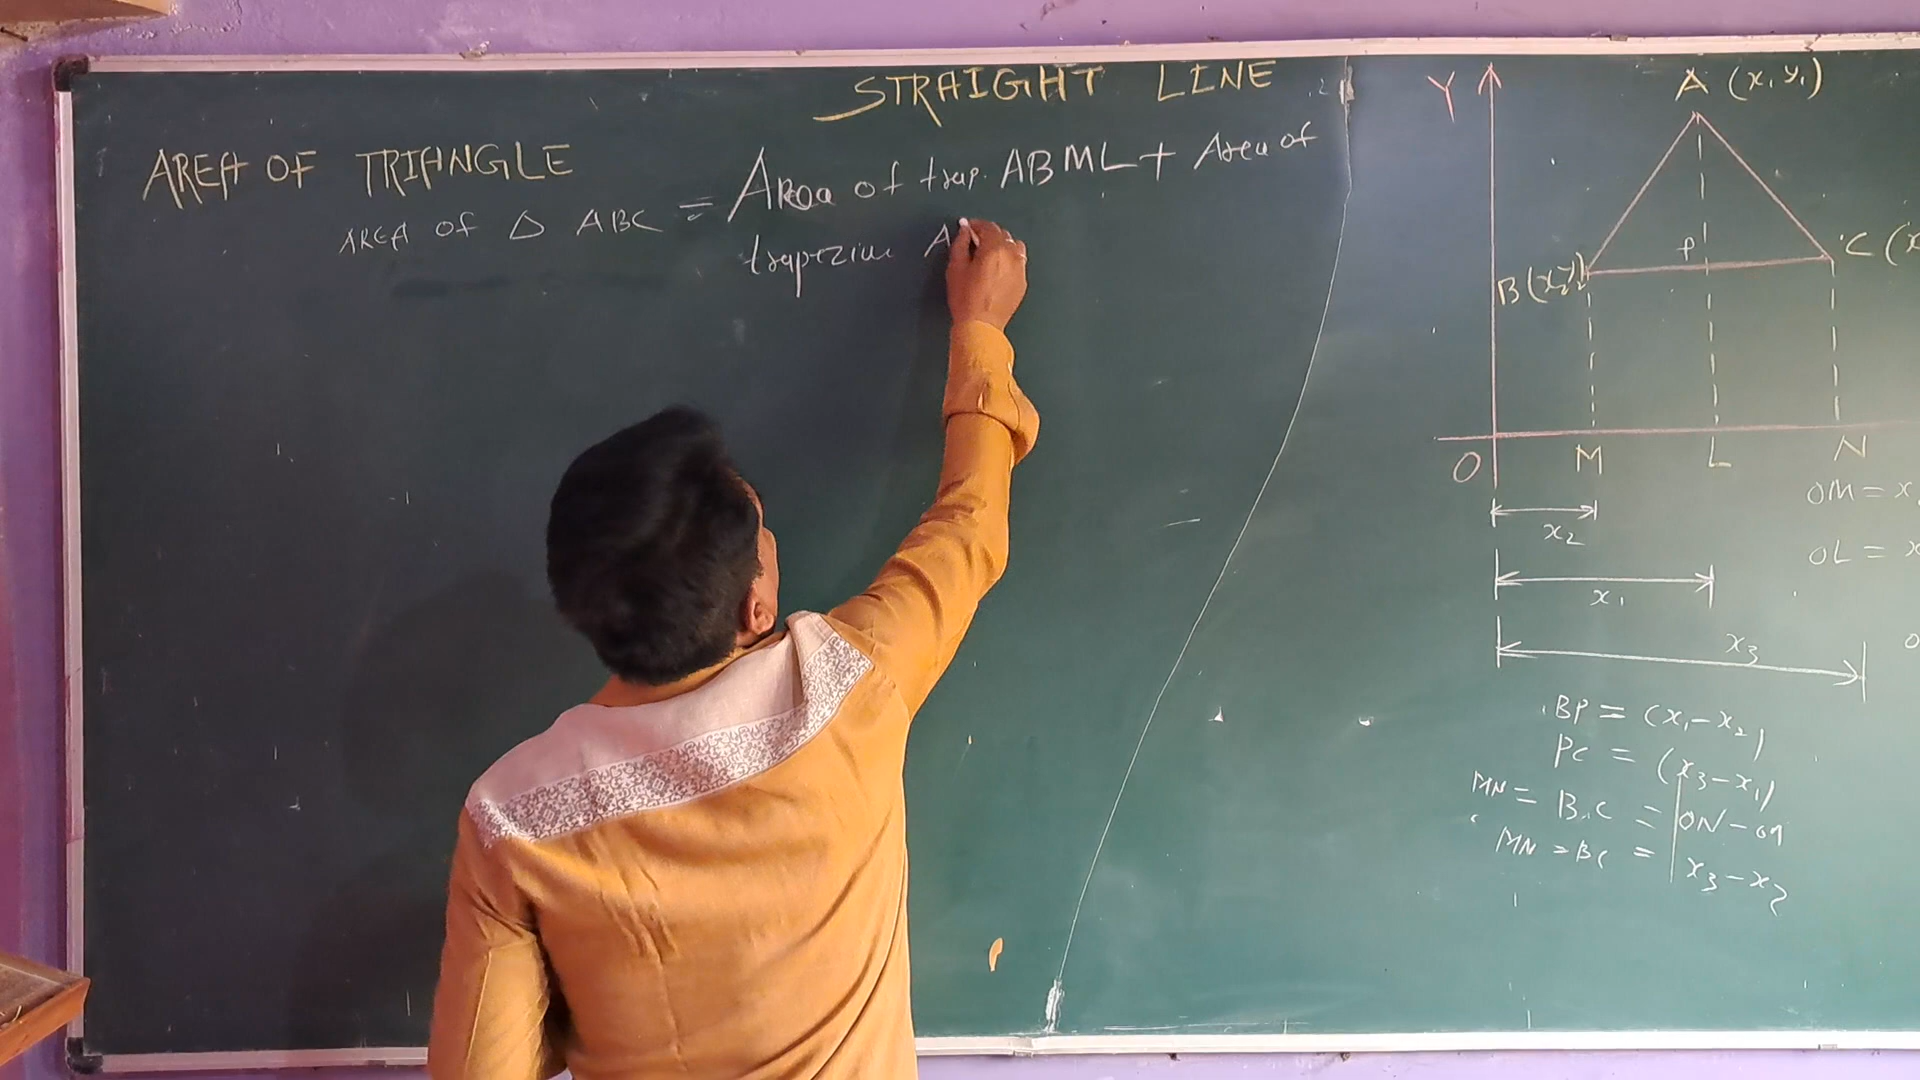 STRAIGHT LINE
AREA OF TRIANGLE
AREA OF △ ABC = Area of trap. ABML + Area of
trapezium A
Y
A (x₁ y₁)
B (x₂ y₂)
P
C (x
O M L N
x₂
x₁
x₃
OM = x
OL = x
O
BP = (x₁ - x₂)
PC = (x₃ - x₁)
MN = B.C = ON - OM
MN = BC = x₃ - x₂